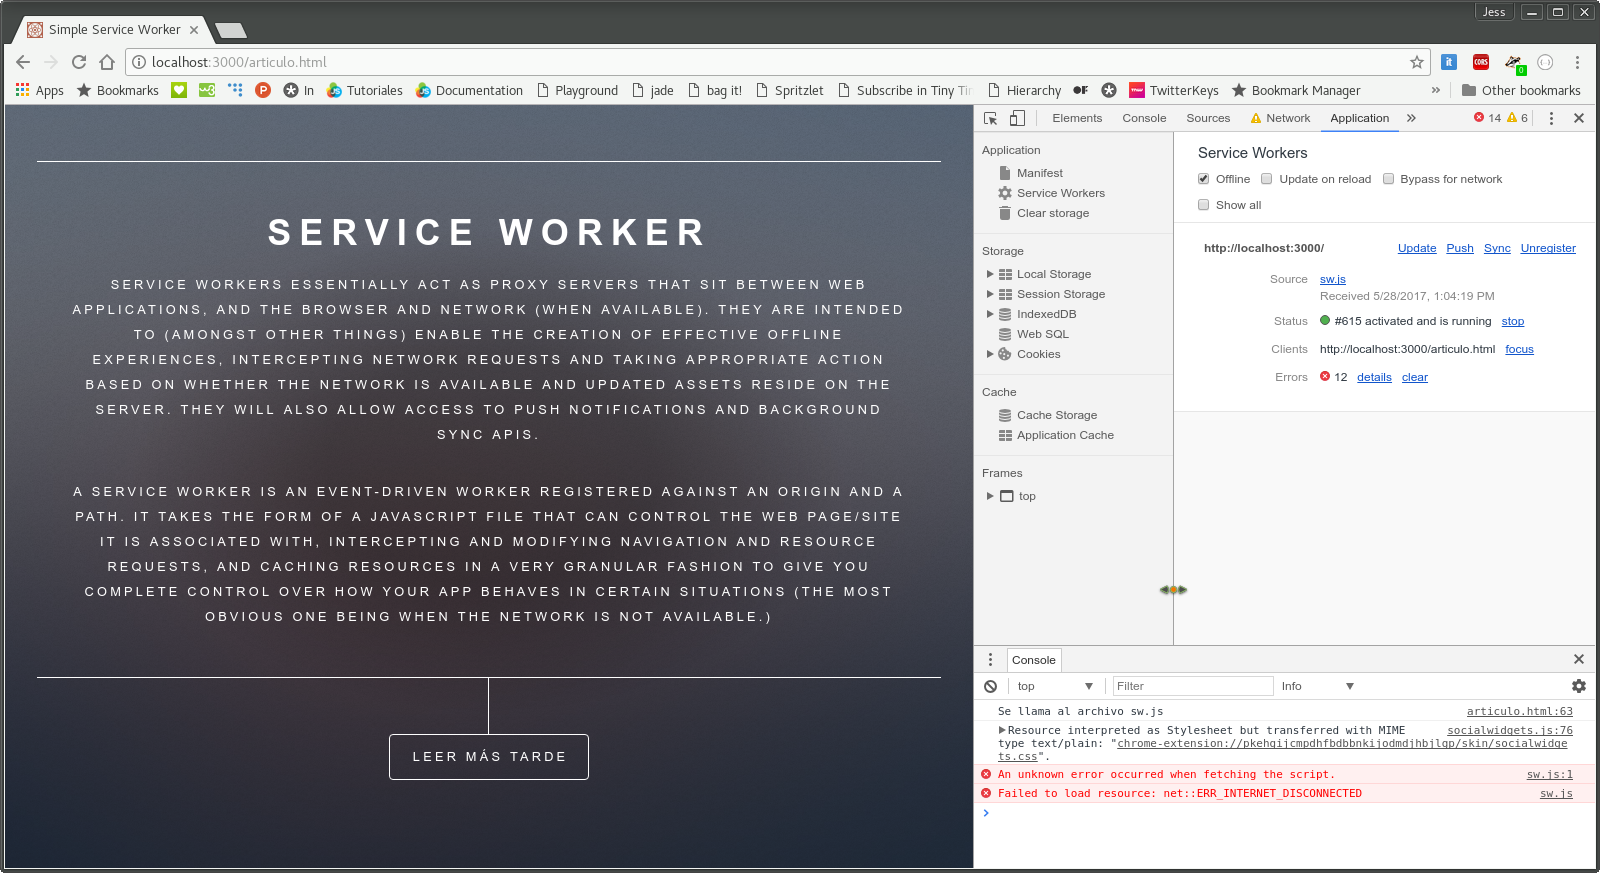 Jess
Simple Service Worker
localhost:3000/articulo.html
it
CORS
0
Apps
Bookmarks
In
Tutoriales
Documentation
Playground
jade
bag it!
Spritzlet
Subscribe in Tiny Tin
Hierarchy
TwitterKeys
Bookmark Manager
»
Other bookmarks
SERVICE WORKER
SERVICE WORKERS ESSENTIALLY ACT AS PROXY SERVERS THAT SIT BETWEEN WEB
APPLICATIONS, AND THE BROWSER AND NETWORK (WHEN AVAILABLE). THEY ARE INTENDED
TO (AMONGST OTHER THINGS) ENABLE THE CREATION OF EFFECTIVE OFFLINE
EXPERIENCES, INTERCEPTING NETWORK REQUESTS AND TAKING APPROPRIATE ACTION
BASED ON WHETHER THE NETWORK IS AVAILABLE AND UPDATED ASSETS RESIDE ON THE
SERVER. THEY WILL ALSO ALLOW ACCESS TO PUSH NOTIFICATIONS AND BACKGROUND
SYNC APIS.
A SERVICE WORKER IS AN EVENT-DRIVEN WORKER REGISTERED AGAINST AN ORIGIN AND A
PATH. IT TAKES THE FORM OF A JAVASCRIPT FILE THAT CAN CONTROL THE WEB PAGE/SITE
IT IS ASSOCIATED WITH, INTERCEPTING AND MODIFYING NAVIGATION AND RESOURCE
REQUESTS, AND CACHING RESOURCES IN A VERY GRANULAR FASHION TO GIVE YOU
COMPLETE CONTROL OVER HOW YOUR APP BEHAVES IN CERTAIN SITUATIONS (THE MOST
OBVIOUS ONE BEING WHEN THE NETWORK IS NOT AVAILABLE.)
LEER MÁS TARDE
Elements Console Sources Network Application » 14 6
Application
Manifest
Service Workers
Clear storage
Storage
Local Storage
Session Storage
IndexedDB
Web SQL
Cookies
Cache
Cache Storage
Application Cache
Frames
top
Service Workers
Offline Update on reload Bypass for network
Show all
http://localhost:3000/ Update Push Sync Unregister
Source sw.js
Received 5/28/2017, 1:04:19 PM
Status #615 activated and is running stop
Clients http://localhost:3000/articulo.html focus
Errors 12 details clear
Console
top Filter Info
Se llama al archivo sw.js articulo.html:63
Resource interpreted as Stylesheet but transferred with MIME socialwidgets.js:76
type text/plain: "chrome-extension://pkehgijcmpdhfbdbbnkijodmdjhbjlgp/skin/socialwidge
ts.css".
An unknown error occurred when fetching the script. sw.js:1
Failed to load resource: net::ERR_INTERNET_DISCONNECTED sw.js